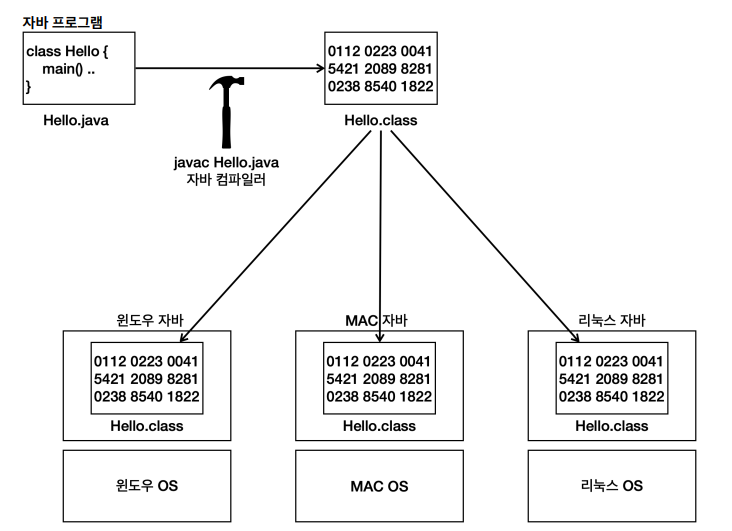 자바 프로그램
class Hello {
main() ..
}
Hello.java
javac Hello.java
자바 컴파일러
0112 0223 0041
5421 2089 8281
0238 8540 1822
Hello.class
윈도우 자바
0112 0223 0041
5421 2089 8281
0238 8540 1822
Hello.class
윈도우 OS
MAC 자바
0112 0223 0041
5421 2089 8281
0238 8540 1822
Hello.class
MAC OS
리눅스 자바
0112 0223 0041
5421 2089 8281
0238 8540 1822
Hello.class
리눅스 OS